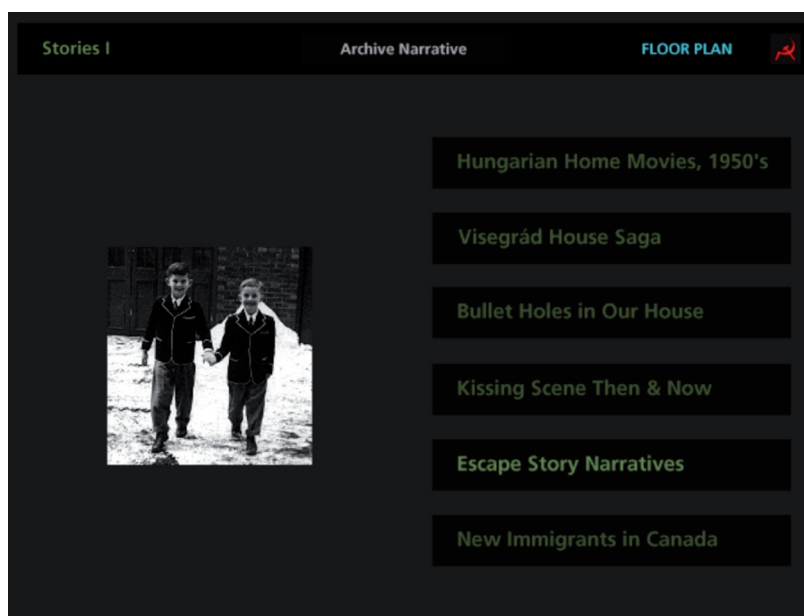 Stories I
Archive Narrative
FLOOR PLAN
Hungarian Home Movies, 1950's
Visegrád House Saga
Bullet Holes in Our House
Kissing Scene Then & Now
Escape Story Narratives
New Immigrants in Canada